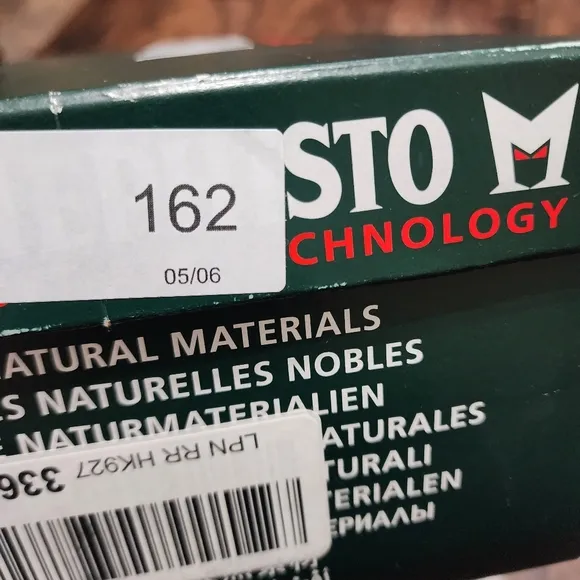 162
05/06
STO
CHNOLOGY
ATURAL MATERIALS
S NATURELLES NOBLES
NATURMATERIALIEN
ATURALES
TURALI
TERIALEN
ЕРИАЛЫ
LPN RR HK927 336